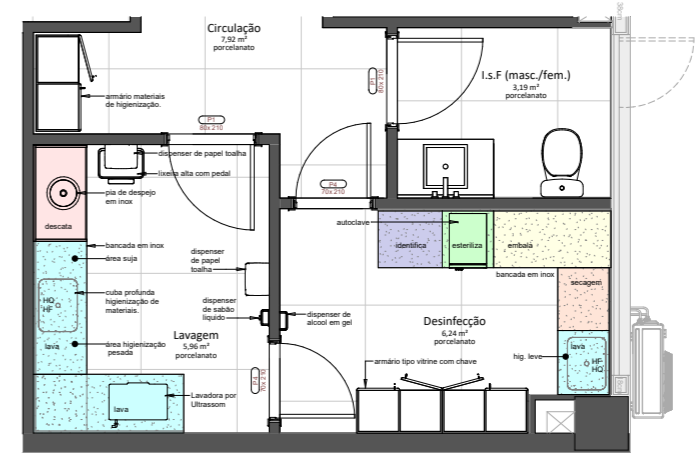 Circulação
7,92 m²
porcelanato
I.s.F (masc./fem.)
3,19 m²
porcelanato
P1
80x210
armário materiais
de higienização.
P1
80x210
dispenser de papel toalha
lixeira alta com pedal
P4
70x210
pia de despejo
em inox
descata
autoclave
identifica
esteriliza
embala
bancada em inox
área suja
dispenser
de papel
toalha
bancada em inox
secagem
cuba profunda
higienização de
materiais.
HQ
HF
dispenser
de sabão
líquido
dispenser de
alcool em gel
Desinfecção
6,24 m²
porcelanato
Lavagem
5,96 m²
porcelanato
lava
área higienização
pesada
hig. leve
lava
HF
HQ
armário tipo vitrine com chave
P4
70x210
Lavadora por
Ultrassom
lava